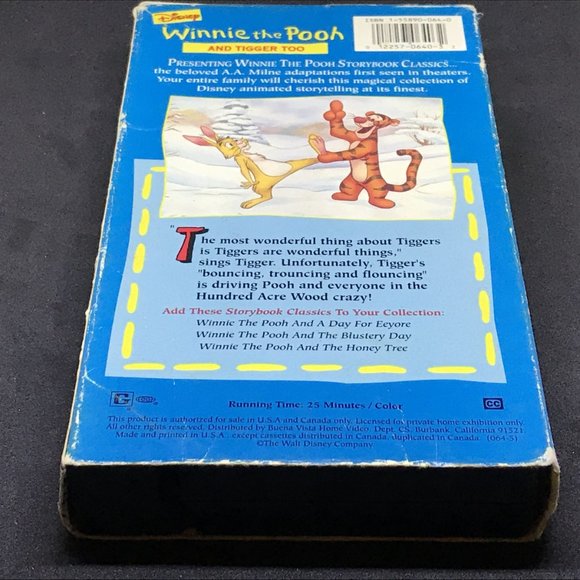 Disney
Winnie the Pooh
AND TIGGER TOO
ISBN 1-55890-064-0
9 12257-0640-3 2
PRESENTING WINNIE THE POOH STORYBOOK CLASSICS...
the beloved A.A. Milne adaptations first seen in theaters.
Your entire family will cherish this magical collection of
Disney animated storytelling at its finest.
"The most wonderful thing about Tiggers
is Tiggers are wonderful things,"
sings Tigger. Unfortunately, Tigger's
"bouncing, trouncing and flouncing"
is driving Pooh and everyone in the
Hundred Acre Wood crazy!
Add These Storybook Classics To Your Collection:
Winnie The Pooh And A Day For Eeyore
Winnie The Pooh And The Blustery Day
Winnie The Pooh And The Honey Tree
G
Running Time: 25 Minutes / Color
CC
This product is authorized for sale in U.S.A and Canada only. Licensed for private home exhibition only.
All other rights reserved. Distributed by Buena Vista Home Video. Dept. CS, Burbank, California 91521.
Made and printed in U.S.A., except cassettes distributed in Canada, duplicated in Canada. (064-3)
©The Walt Disney Company.